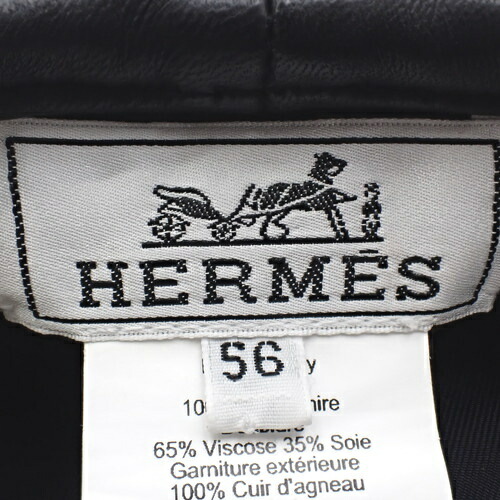 HERMÈS
56
65% Viscose 35% Soie
Garniture extérieure
100% Cuir d'agneau